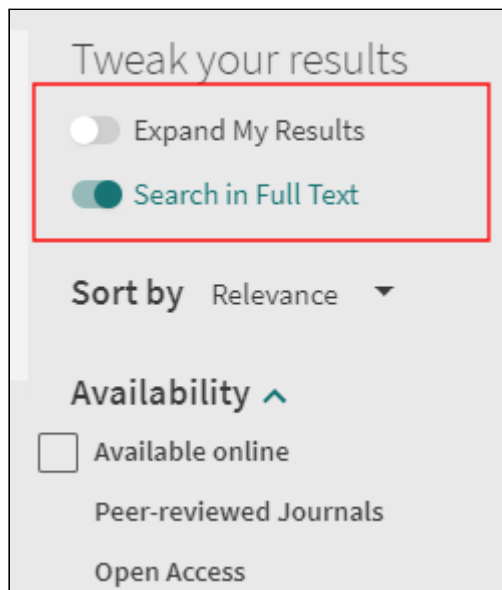 Tweak your results
Expand My Results
Search in Full Text
Sort by Relevance
Availability
Available online
Peer-reviewed Journals
Open Access